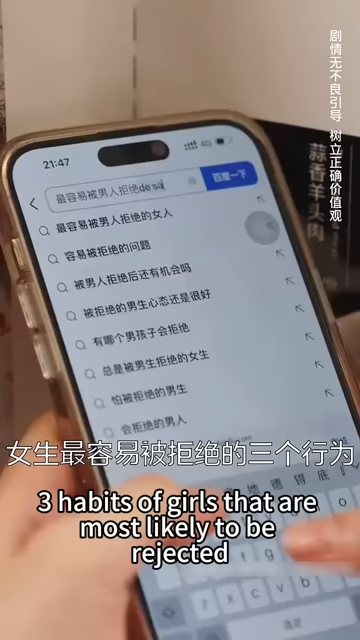 剧情无不良引导 树立正确价值观
21:47
4G
最容易被男人拒绝de sa
百度一下
最容易被男人拒绝的女人
容易被拒绝的问题
被男人拒绝后还有机会吗
被拒绝的男生心态还是很好
有哪个男孩子会拒绝
总是被男生拒绝的女生
怕被拒绝的男生
会拒绝的男人
蒜香羊头肉
女生最容易被拒绝的三个行为
地 德 得 底
3 habits of girls that are
most likely to be
rejected